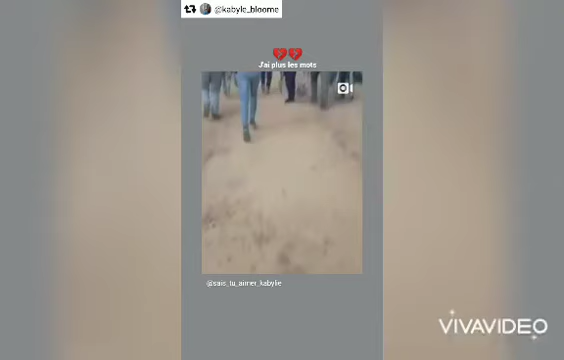 @kabyle_bloome
J'ai plus les mots
@sais_tu_aimer_kabylie
VIVAVIDEO